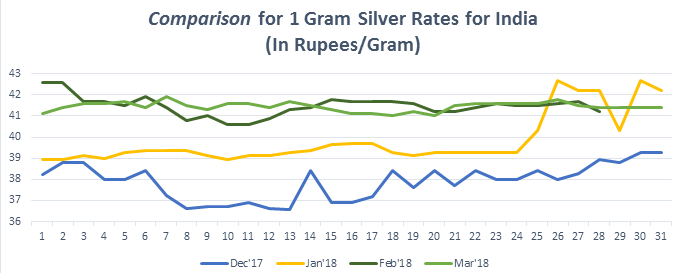 Comparison for 1 Gram Silver Rates for India
(In Rupees/Gram)
43
42
41
40
39
38
37
36
1 2 3 4 5 6 7 8 9 10 11 12 13 14 15 16 17 18 19 20 21 22 23 24 25 26 27 28 29 30 31
Dec'17 Jan'18 Feb'18 Mar'18